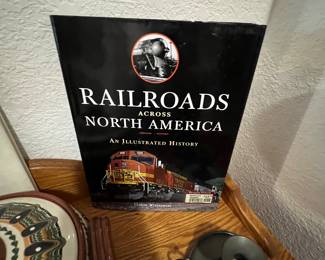 RAILROADS
ACROSS
NORTH AMERICA
AN ILLUSTRATED HISTORY